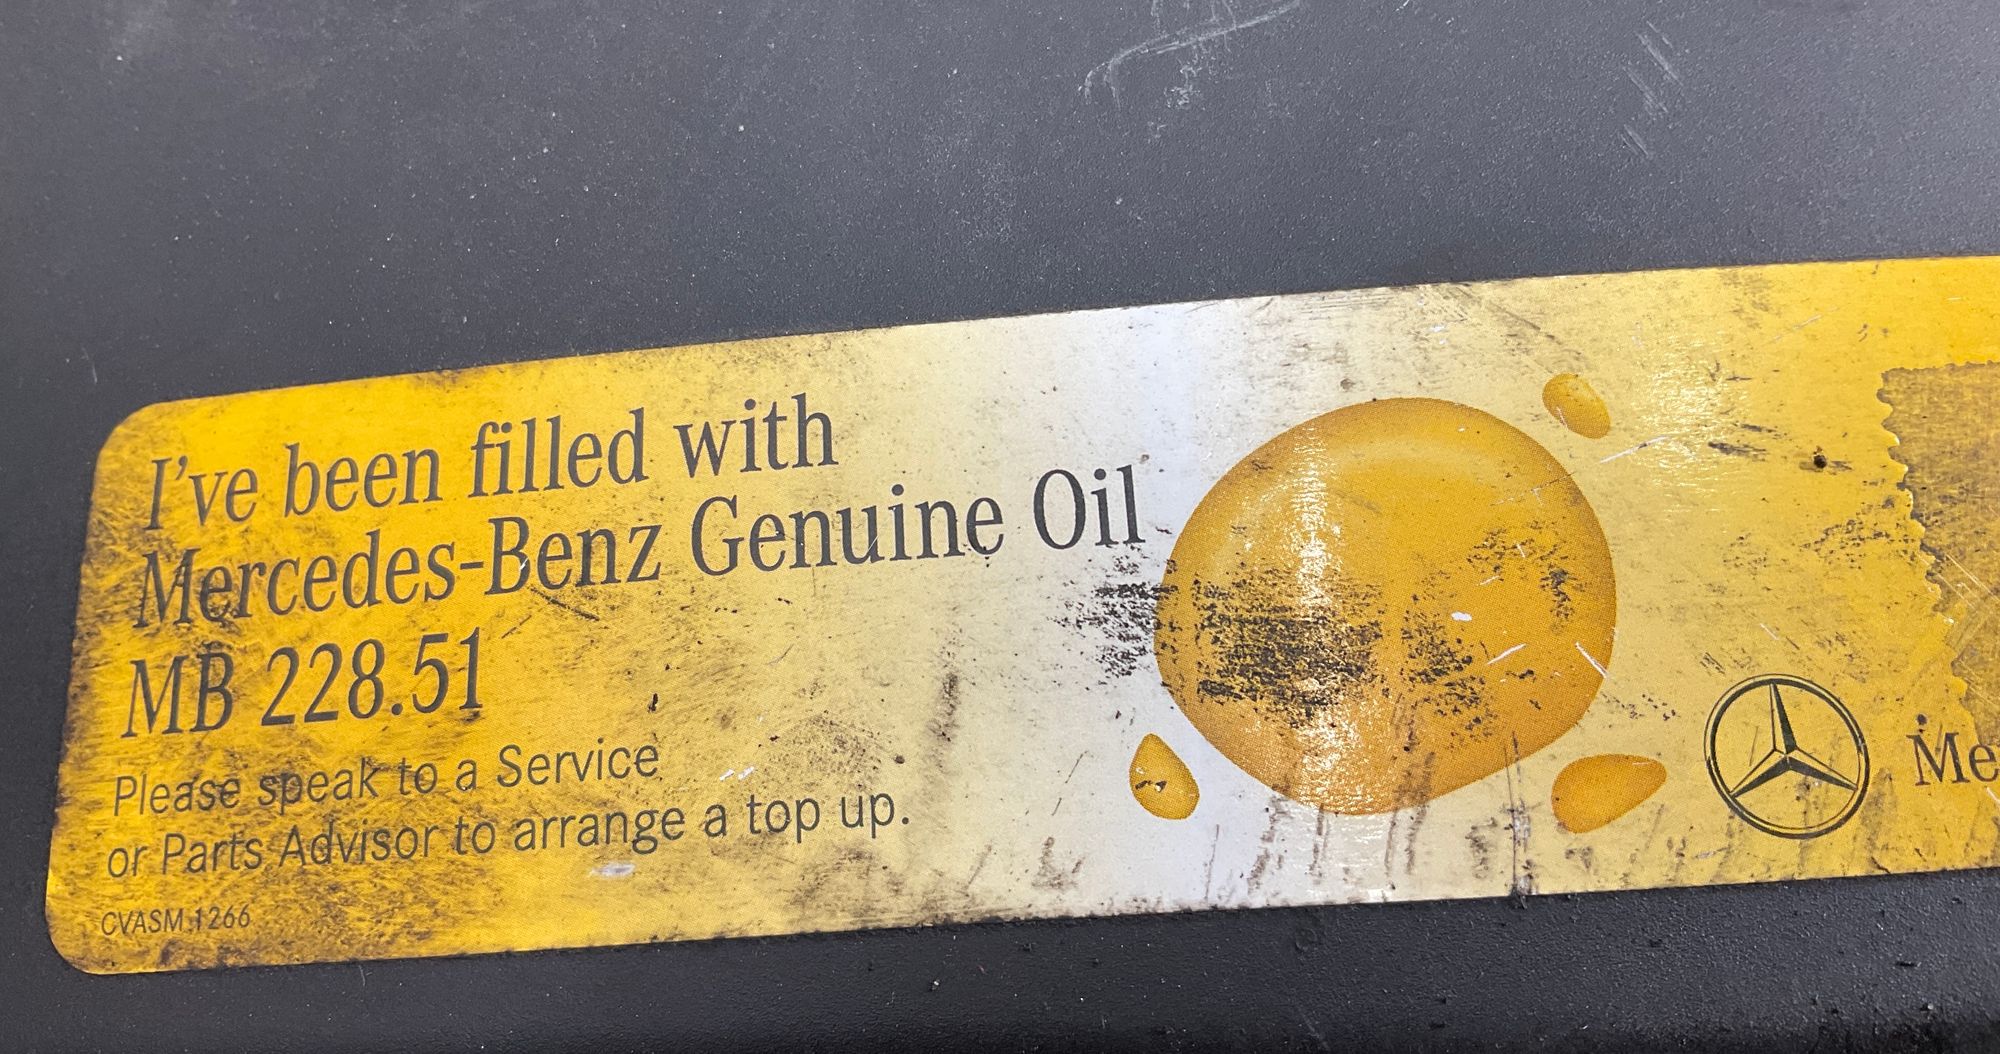 I've been filled with
Mercedes-Benz Genuine Oil
MB 228.51
Please speak to a Service
or Parts Advisor to arrange a top up.
CVASM 1266
Me